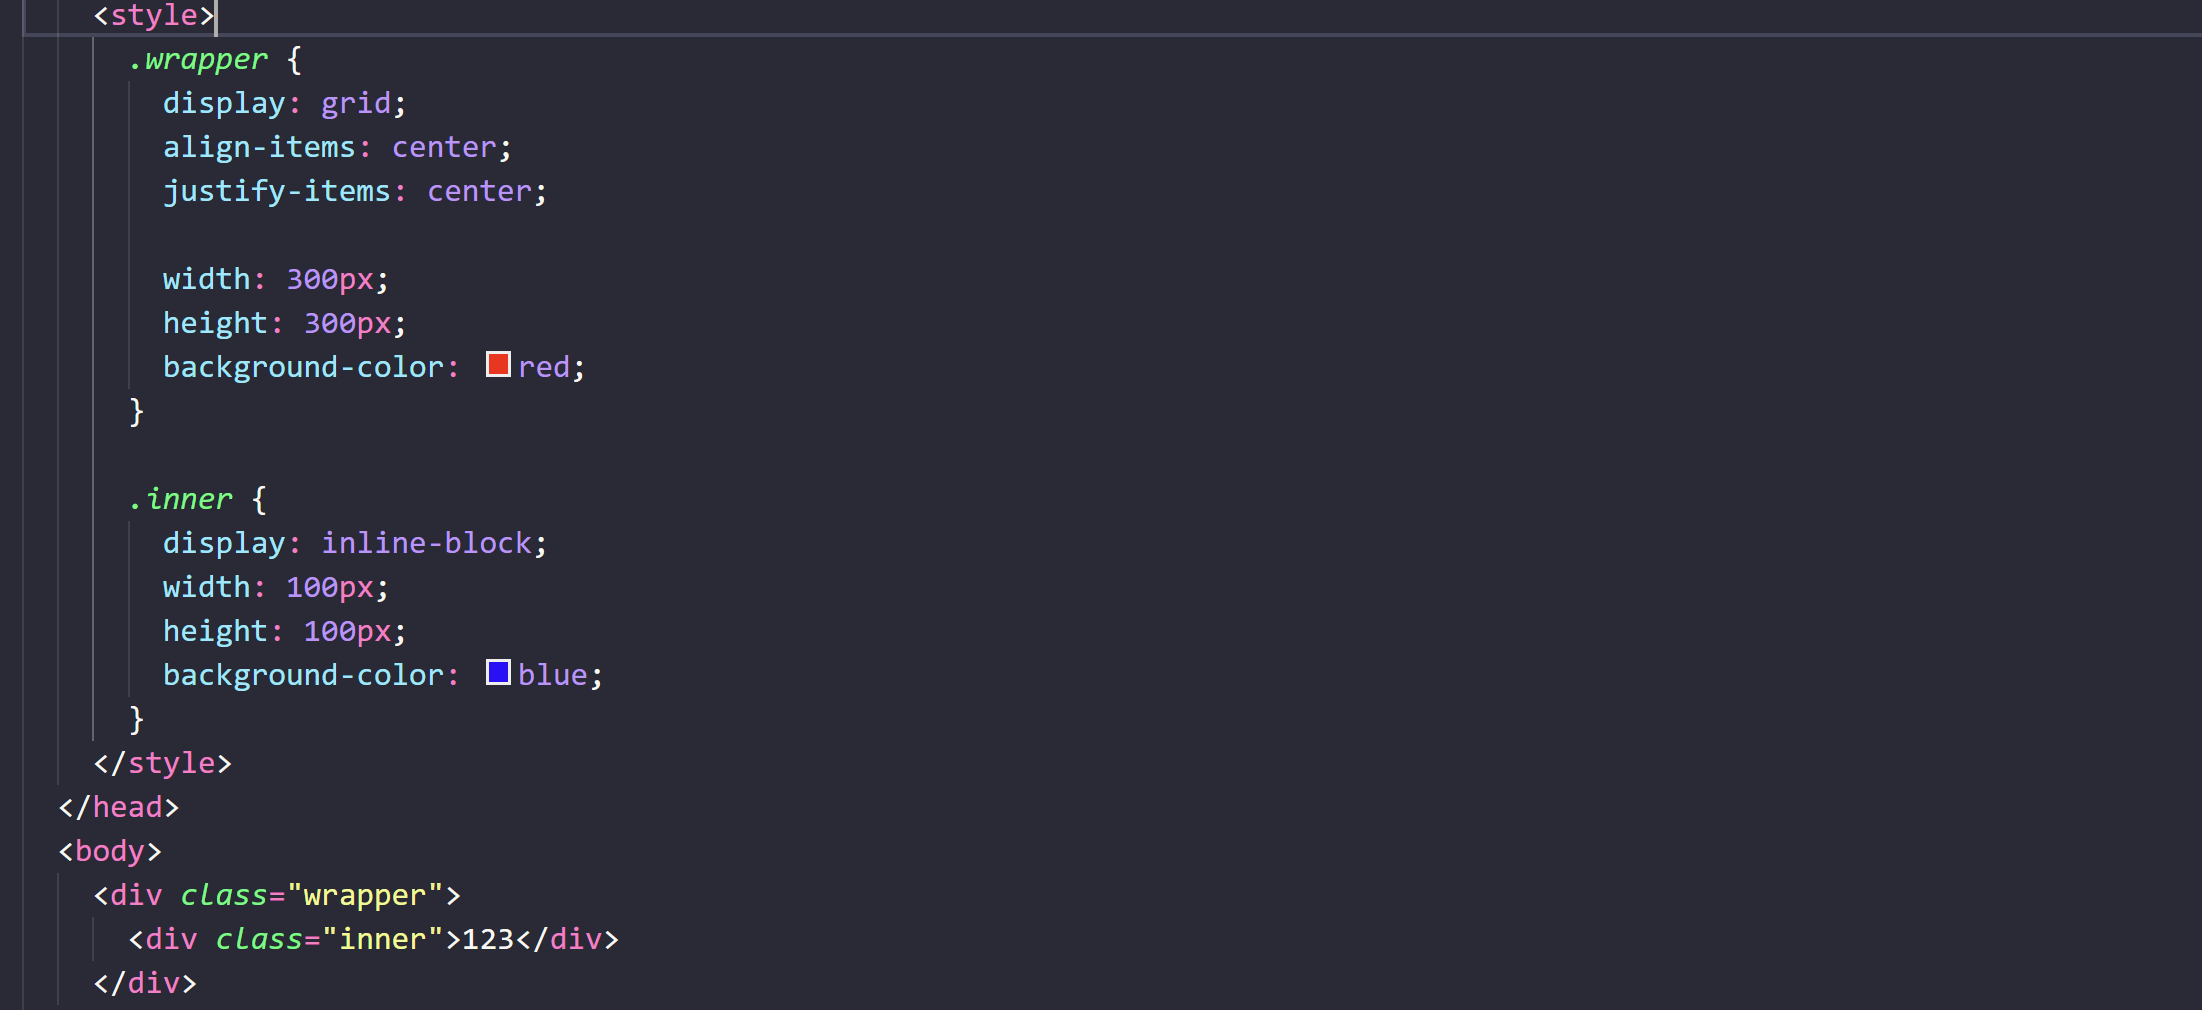 <style>
.wrapper {
display: grid;
align-items: center;
justify-items: center;
width: 300px;
height: 300px;
background-color: red;
}
.inner {
display: inline-block;
width: 100px;
height: 100px;
background-color: blue;
}
</style>
</head>
<body>
<div class="wrapper">
<div class="inner">123</div>
</div>